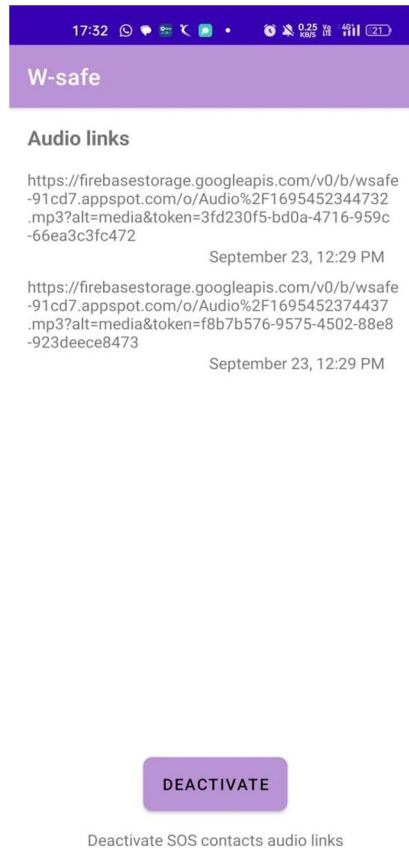 17:32
0.25 KB/S
Vo LTE
4G
21
W-safe
Audio links
https://firebasestorage.googleapis.com/v0/b/wsafe
-91cd7.appspot.com/o/Audio%2F1695452344732
.mp3?alt=media&token=3fd230f5-bd0a-4716-959c
-66ea3c3fc472
September 23, 12:29 PM
https://firebasestorage.googleapis.com/v0/b/wsafe
-91cd7.appspot.com/o/Audio%2F1695452374437
.mp3?alt=media&token=f8b7b576-9575-4502-88e8
-923deece8473
September 23, 12:29 PM
DEACTIVATE
Deactivate SOS contacts audio links